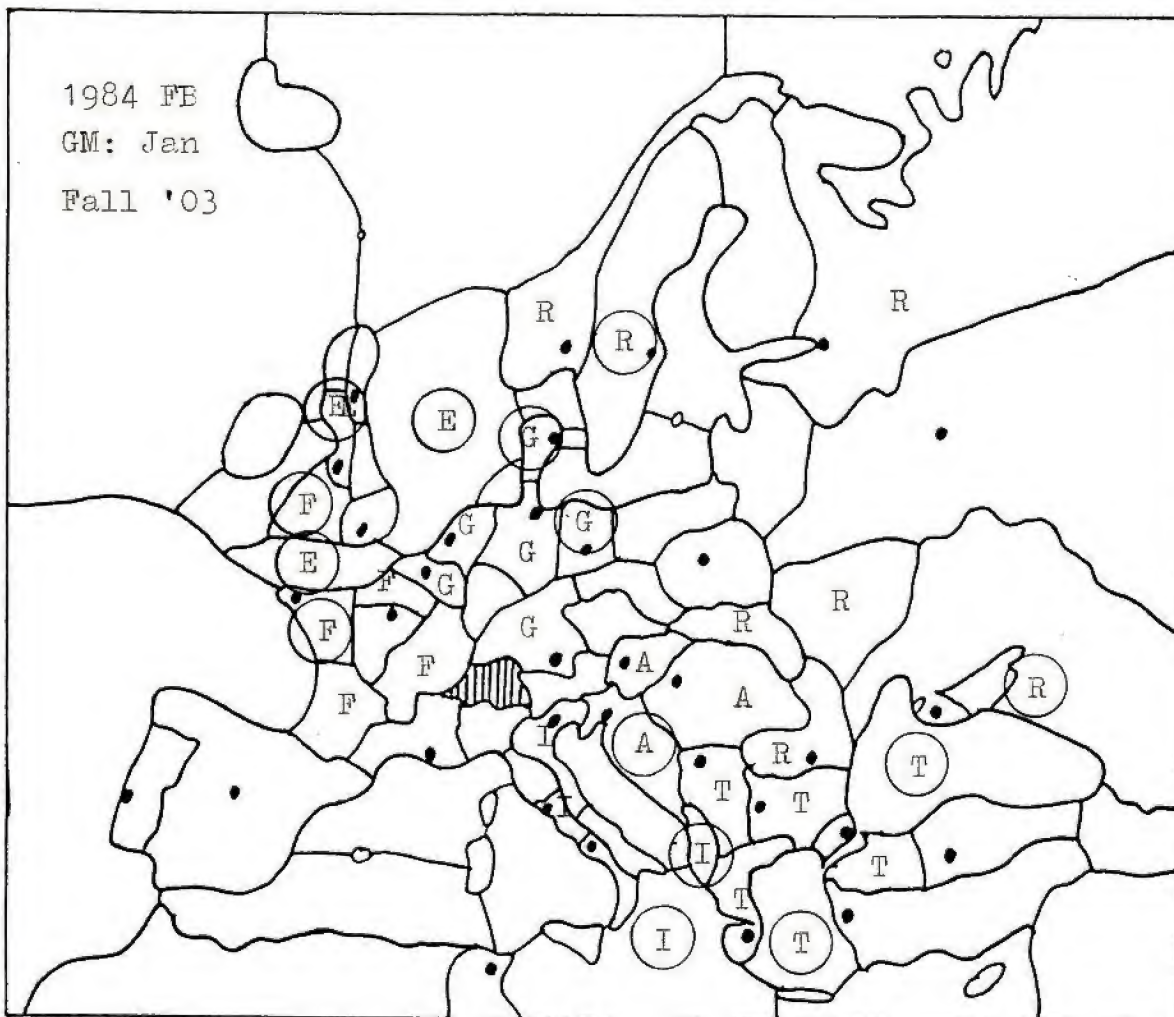 1984 FB
GM: Jan
Fall '03
R R
R
E E
G
F G G
G
E
F G R
F G R
F A
R
F A
I A
R T
T T
I T
T
I T